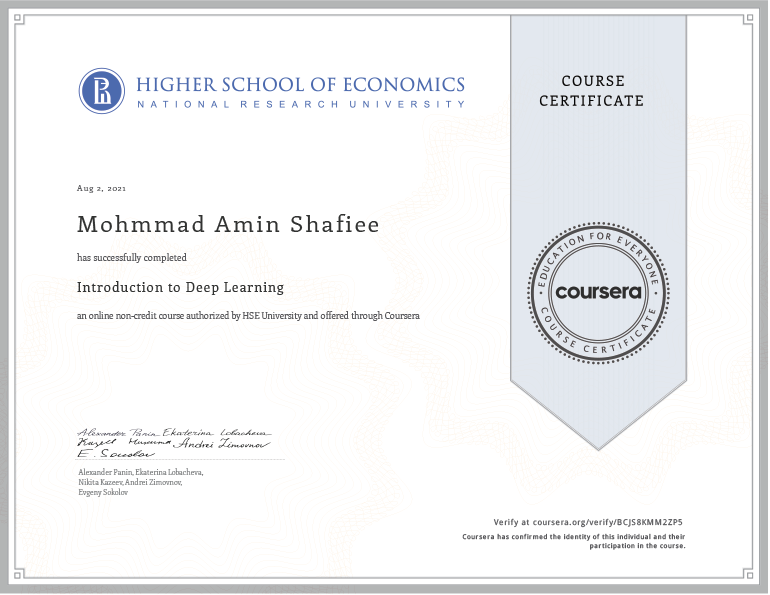 HIGHER SCHOOL OF ECONOMICS
NATIONAL RESEARCH UNIVERSITY
COURSE
CERTIFICATE
Aug 2, 2021
Mohmmad Amin Shafiee
has successfully completed
Introduction to Deep Learning
an online non-credit course authorized by HSE University and offered through Coursera
EDUCATION FOR EVERYONE
coursera
COURSE CERTIFICATE
Alexander Panin Ekaterina Lobacheva
Andrei Zimovnov
E. Sokolov
Alexander Panin, Ekaterina Lobacheva,
Nikita Kazeev, Andrei Zimovnov,
Evgeny Sokolov
Verify at coursera.org/verify/BCJS8KMM2ZP5
Coursera has confirmed the identity of this individual and their
participation in the course.